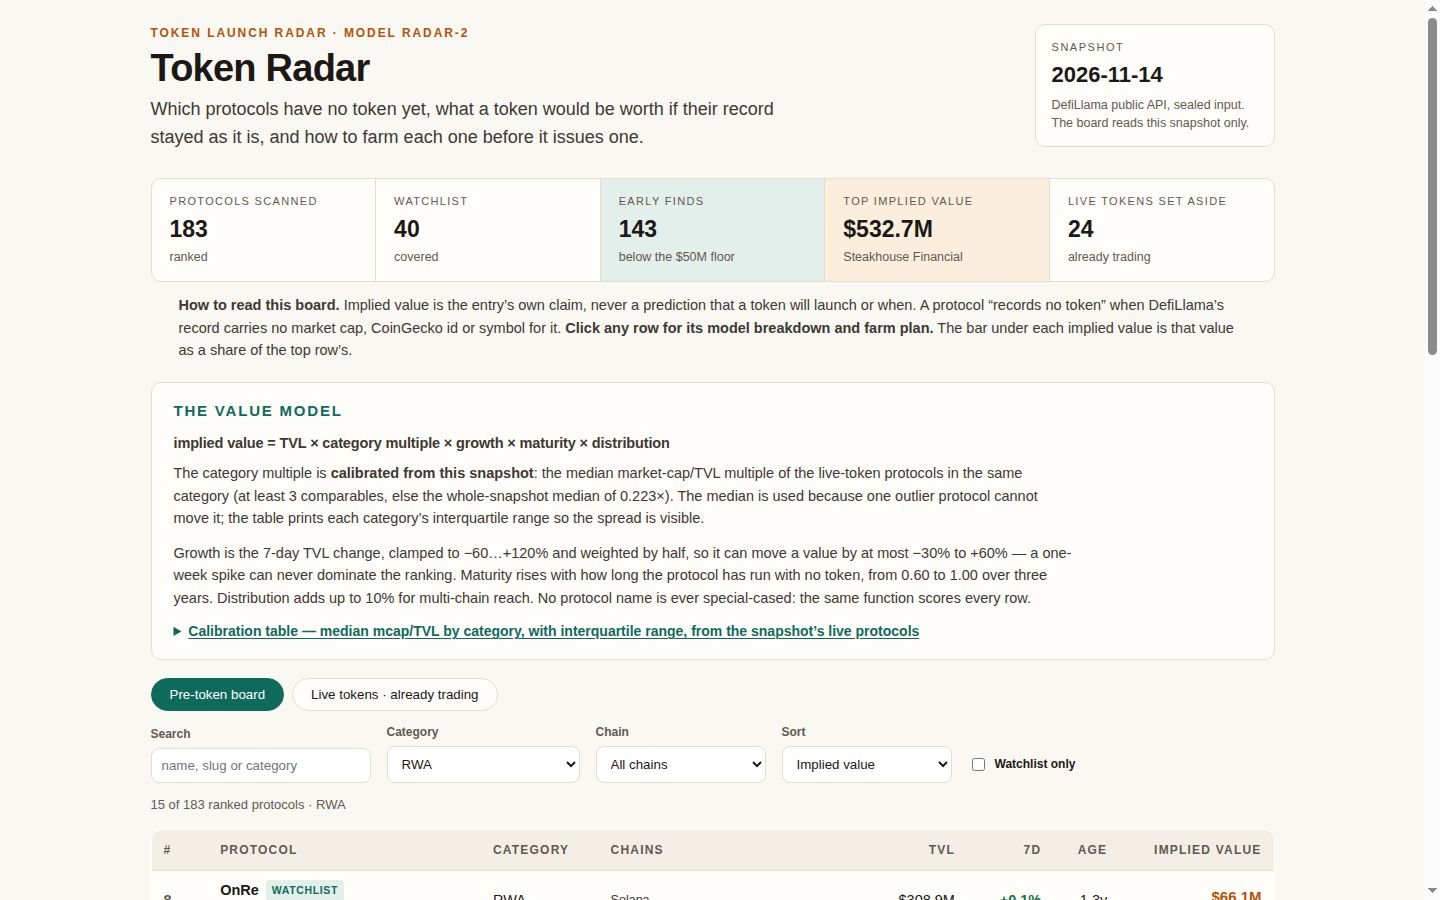 TOKEN LAUNCH RADAR · MODEL RADAR-2
Token Radar
Which protocols have no token yet, what a token would be worth if their record
stayed as it is, and how to farm each one before it issues one.
SNAPSHOT
2026-11-14
DefiLlama public API, sealed input.
The board reads this snapshot only.
PROTOCOLS SCANNED
183
ranked
WATCHLIST
40
covered
EARLY FINDS
143
below the $50M floor
TOP IMPLIED VALUE
$532.7M
Steakhouse Financial
LIVE TOKENS SET ASIDE
24
already trading
How to read this board. Implied value is the entry’s own claim, never a prediction that a token will launch or when. A protocol “records no token” when DefiLlama’s
record carries no market cap, CoinGecko id or symbol for it. Click any row for its model breakdown and farm plan. The bar under each implied value is that value
as a share of the top row’s.
THE VALUE MODEL
implied value = TVL × category multiple × growth × maturity × distribution
The category multiple is calibrated from this snapshot: the median market-cap/TVL multiple of the live-token protocols in the same
category (at least 3 comparables, else the whole-snapshot median of 0.223×). The median is used because one outlier protocol cannot
move it; the table prints each category’s interquartile range so the spread is visible.
Growth is the 7-day TVL change, clamped to −60…+120% and weighted by half, so it can move a value by at most −30% to +60% — a one-
week spike can never dominate the ranking. Maturity rises with how long the protocol has run with no token, from 0.60 to 1.00 over three
years. Distribution adds up to 10% for multi-chain reach. No protocol name is ever special-cased: the same function scores every row.
▶ Calibration table — median mcap/TVL by category, with interquartile range, from the snapshot’s live protocols
Pre-token board
Live tokens · already trading
Search
Category
Chain
Sort
name, slug or category
RWA
All chains
Implied value
Watchlist only
15 of 183 ranked protocols · RWA
# PROTOCOL CATEGORY CHAINS TVL 7D AGE IMPLIED VALUE
8 OnRe WATCHLIST RWA Solana $308.9M +0.1% 1.3y $66.1M